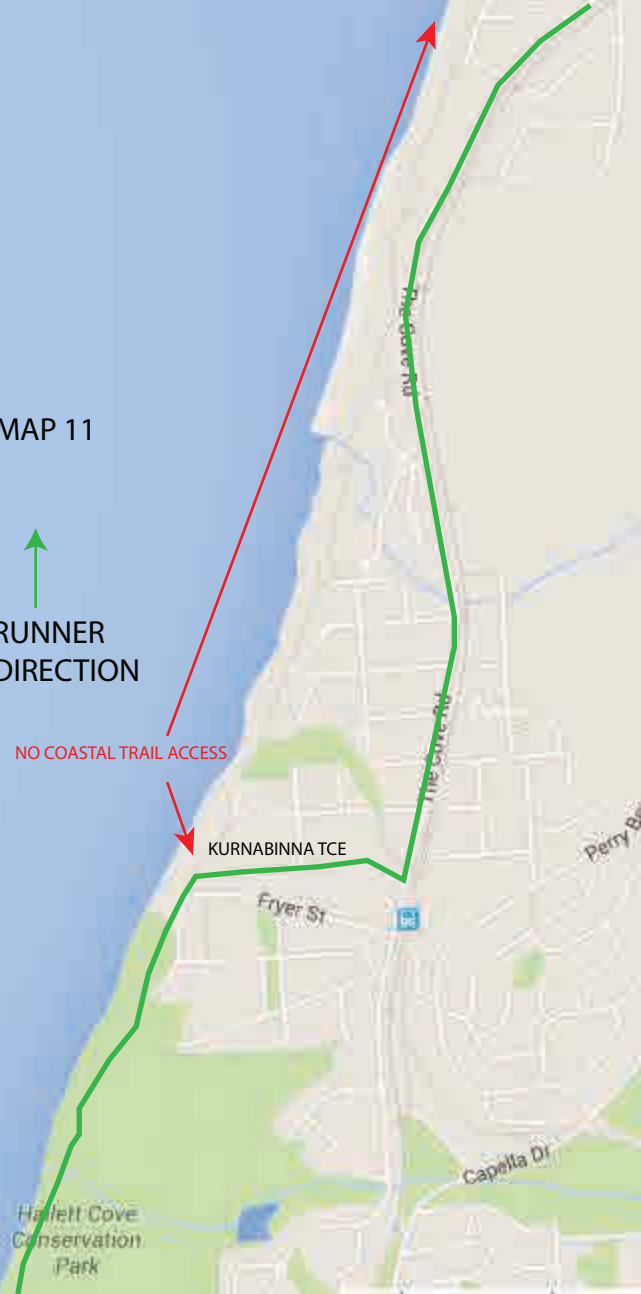 The Cove Rd
MAP 11
RUNNER
DIRECTION
The Cove Rd
NO COASTAL TRAIL ACCESS
KURNABINNA TCE
Perry Ba
Fryer St
Capella Dr
Hallett Cove
Conservation
Park